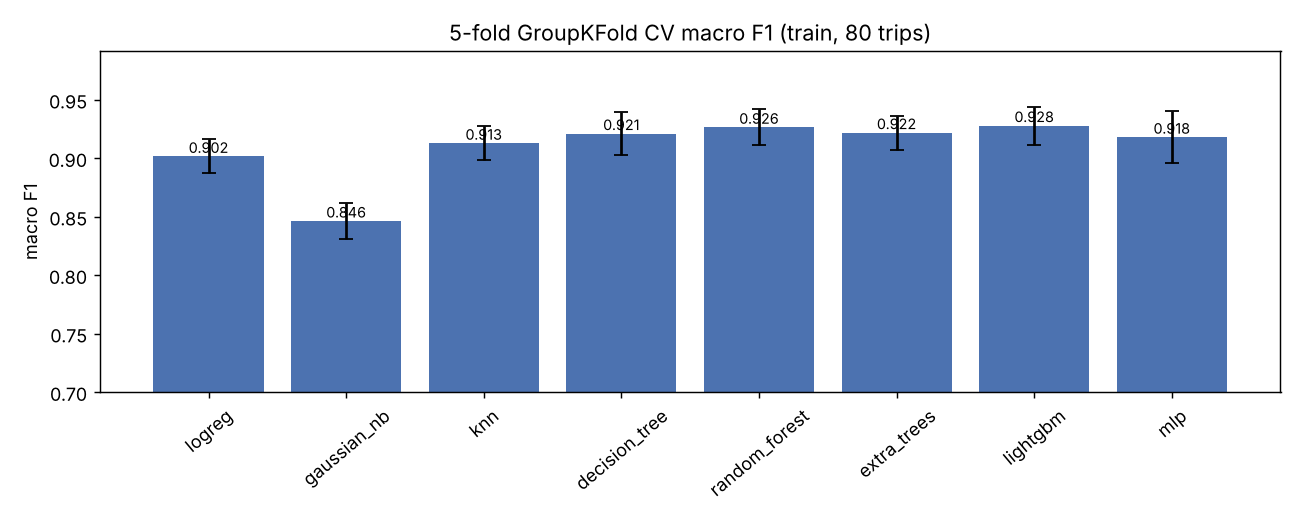 5-fold GroupKFold CV macro F1 (train, 80 trips)
macro F1
0.95
0.90
0.85
0.80
0.75
0.70
0.902
0.846
0.913
0.921
0.926
0.922
0.928
0.918
logreg
gaussian_nb
knn
decision_tree
random_forest
extra_trees
lightgbm
mlp